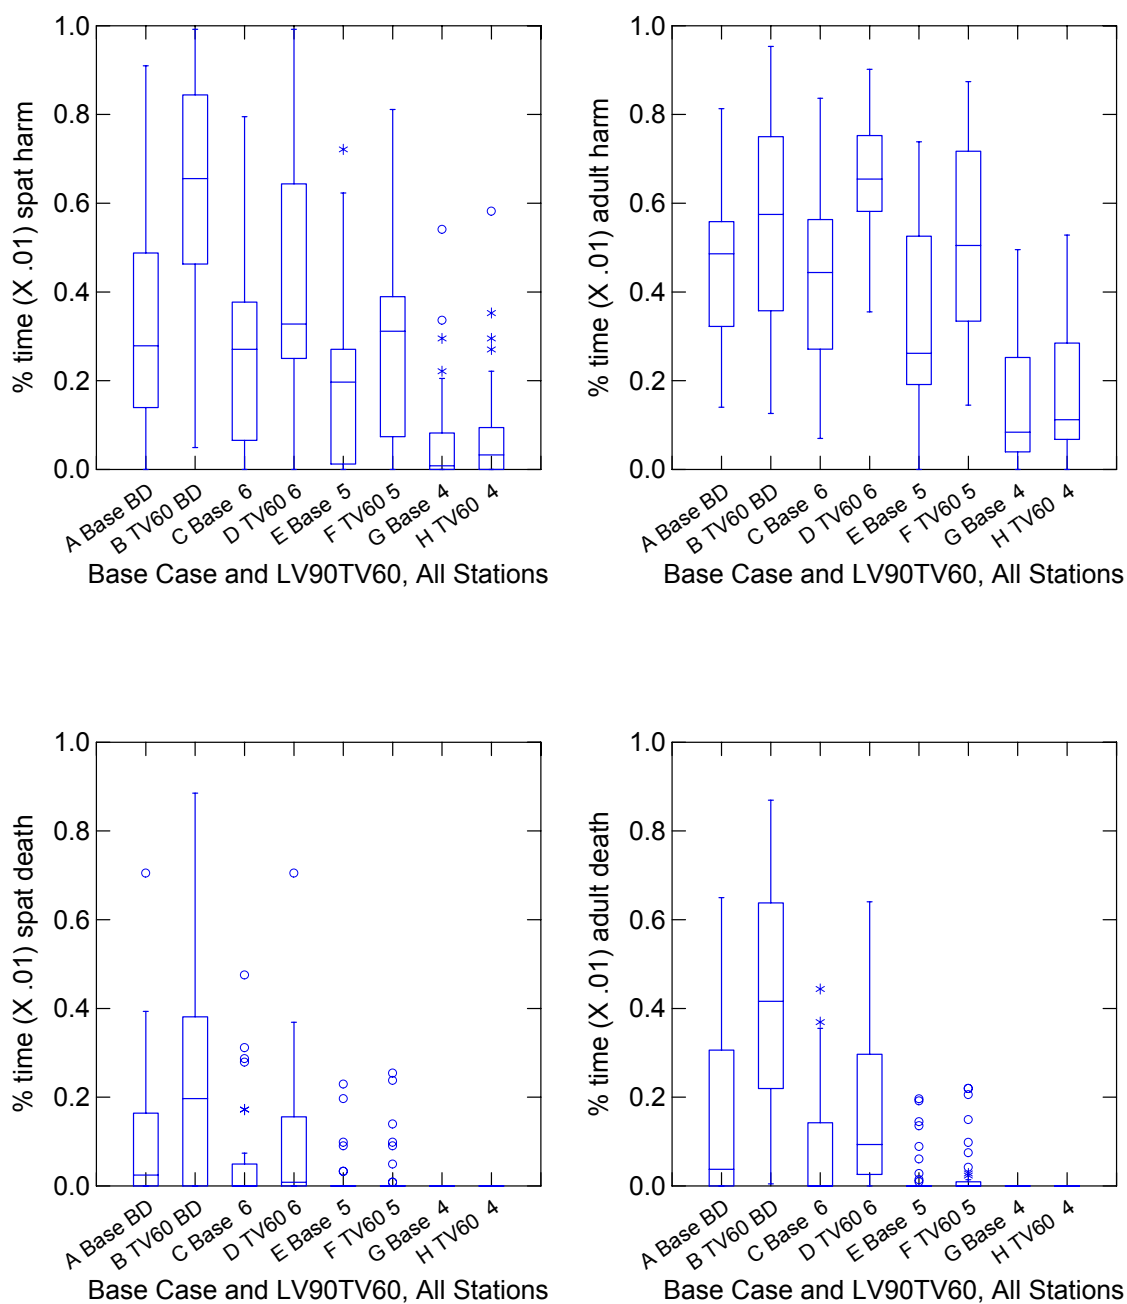 % time (X .01) spat harm
1.0
0.8
0.6
0.4
0.2
0.0
A Base BD
B TV60 BD
C Base 6
D TV60 6
E Base 5
F TV60 5
G Base 4
H TV60 4
Base Case and LV90TV60, All Stations
% time (X .01) adult harm
1.0
0.8
0.6
0.4
0.2
0.0
A Base BD
B TV60 BD
C Base 6
D TV60 6
E Base 5
F TV60 5
G Base 4
H TV60 4
Base Case and LV90TV60, All Stations
% time (X .01) spat death
1.0
0.8
0.6
0.4
0.2
0.0
A Base BD
B TV60 BD
C Base 6
D TV60 6
E Base 5
F TV60 5
G Base 4
H TV60 4
Base Case and LV90TV60, All Stations
% time (X .01) adult death
1.0
0.8
0.6
0.4
0.2
0.0
A Base BD
B TV60 BD
C Base 6
D TV60 6
E Base 5
F TV60 5
G Base 4
H TV60 4
Base Case and LV90TV60, All Stations